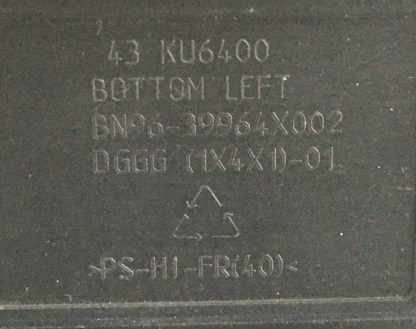 43 KU6400
BOTTOM LEFT
BN96-39964X002
DGGG (1X4X1)-01
>PS-HI-FR(40)<